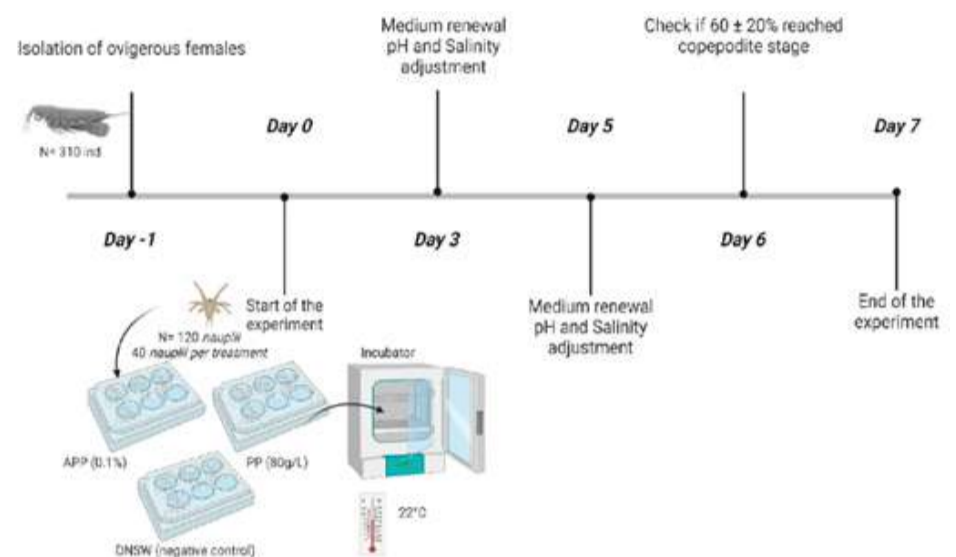 Isolation of ovigerous females
N= 310 ind
Medium renewal
pH and Salinity
adjustment
Check if 60 ± 20% reached
copepodite stage
Day 0
Day 5
Day 7
Day -1
Day 3
Day 6
Start of the
experiment
N= 120 nauplii
40 nauplii per treatment
Medium renewal
pH and Salinity
adjustment
End of the
experiment
Incubator
APP (0.1%)
PP (80g/L)
22°C
DNSW (negative control)